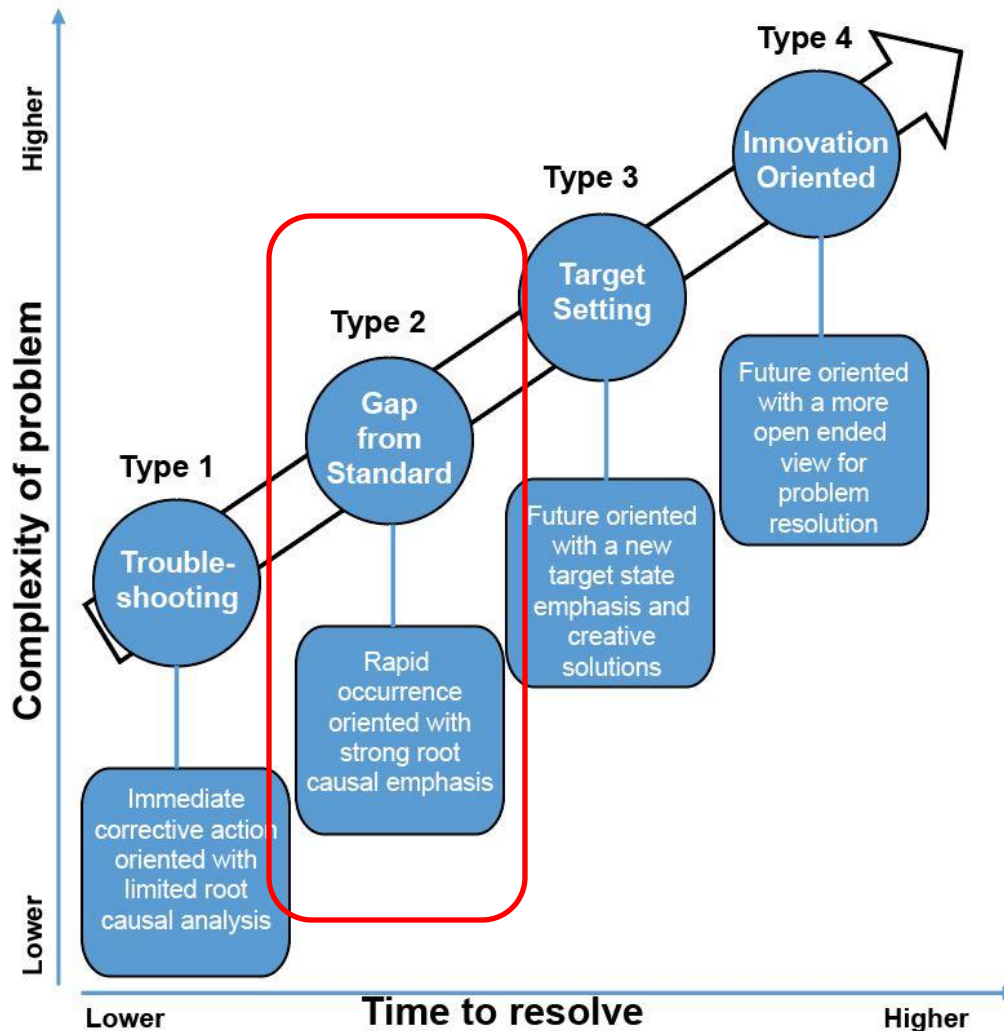 Type 4
Higher
Innovation
Oriented
Type 3
Target
Setting
Type 2
Gap
from
Standard
Future oriented
with a more
open ended
view for
problem
resolution
Type 1
Trouble-
shooting
Future oriented
with a new
target state
emphasis and
creative
solutions
Complexity of problem
Rapid
occurrence
oriented with
strong root
causal emphasis
Immediate
corrective action
oriented with
limited root
causal analysis
Lower
Lower
Time to resolve
Higher